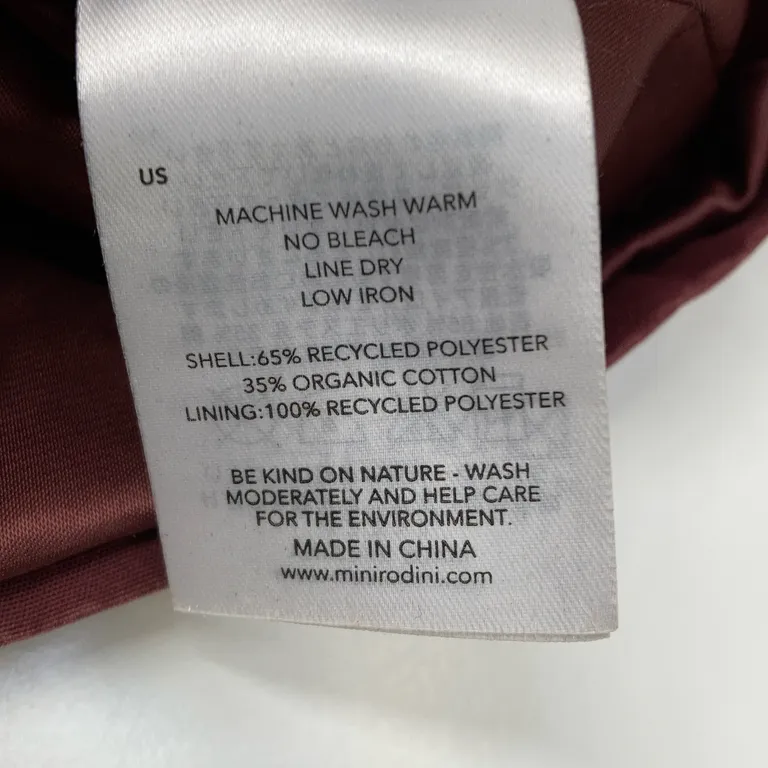 US
MACHINE WASH WARM
NO BLEACH
LINE DRY
LOW IRON
SHELL:65% RECYCLED POLYESTER
35% ORGANIC COTTON
LINING:100% RECYCLED POLYESTER
BE KIND ON NATURE - WASH
MODERATELY AND HELP CARE
FOR THE ENVIRONMENT.
MADE IN CHINA
www.minirodini.com